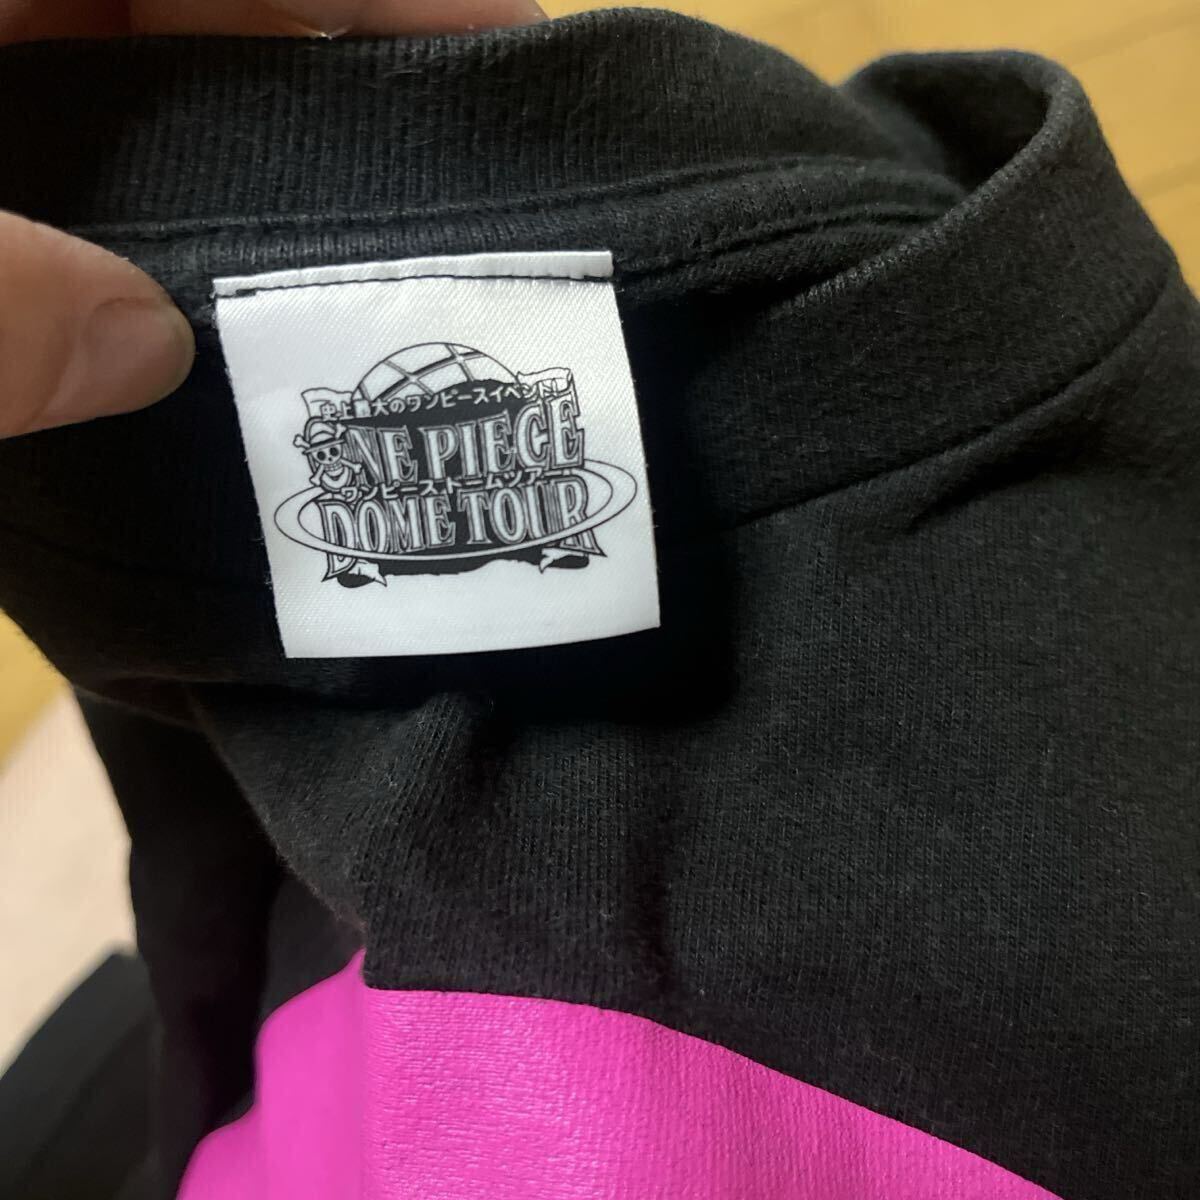 史上最大のワンピースイベント!
ONE PIECE
ワンピースドームツアー
DOME TOUR